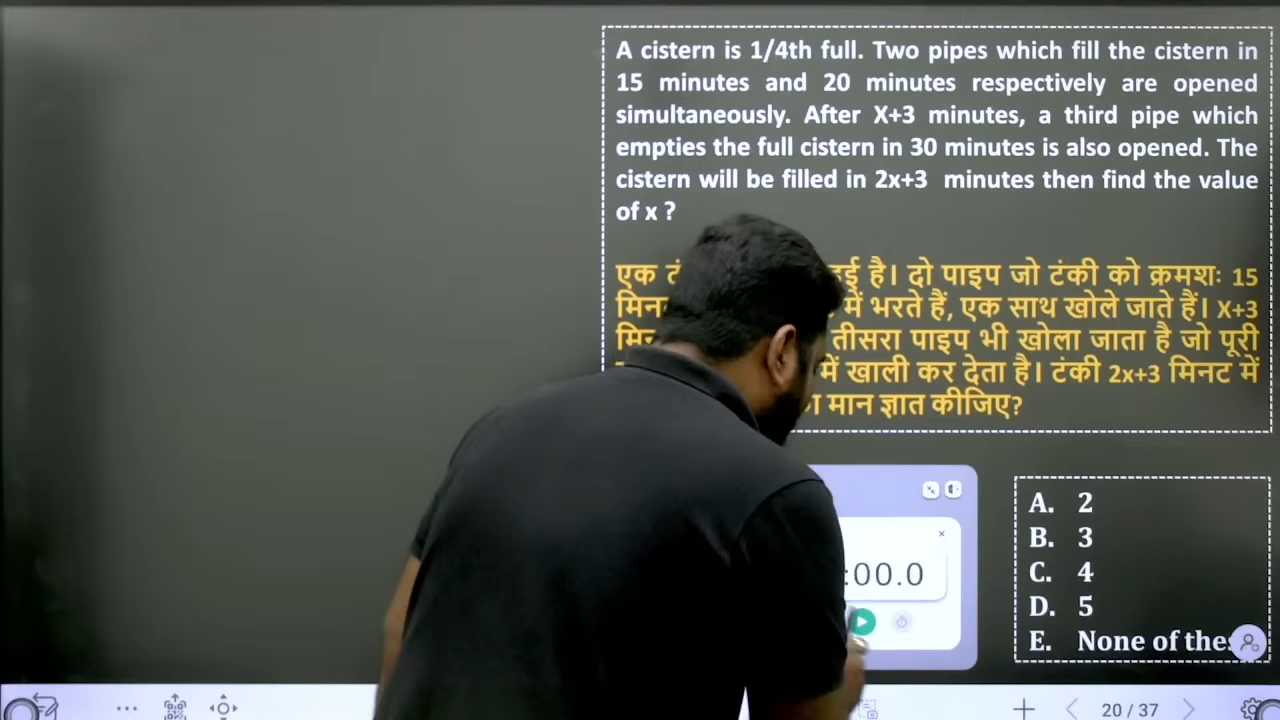 A cistern is 1/4th full. Two pipes which fill the cistern in
15 minutes and 20 minutes respectively are opened
simultaneously. After X+3 minutes, a third pipe which
empties the full cistern in 30 minutes is also opened. The
cistern will be filled in 2x+3 minutes then find the value
of x ?
एक है। दो पाइप जो टंकी को क्रमशः 15
में भरते हैं, एक साथ खोले जाते हैं। X+3
तीसरा पाइप भी खोला जाता है जो पूरी
में खाली कर देता है। टंकी 2x+3 मिनट में
मान ज्ञात कीजिए?
:00.0
A. 2
B. 3
C. 4
D. 5
E. None of
20 / 37